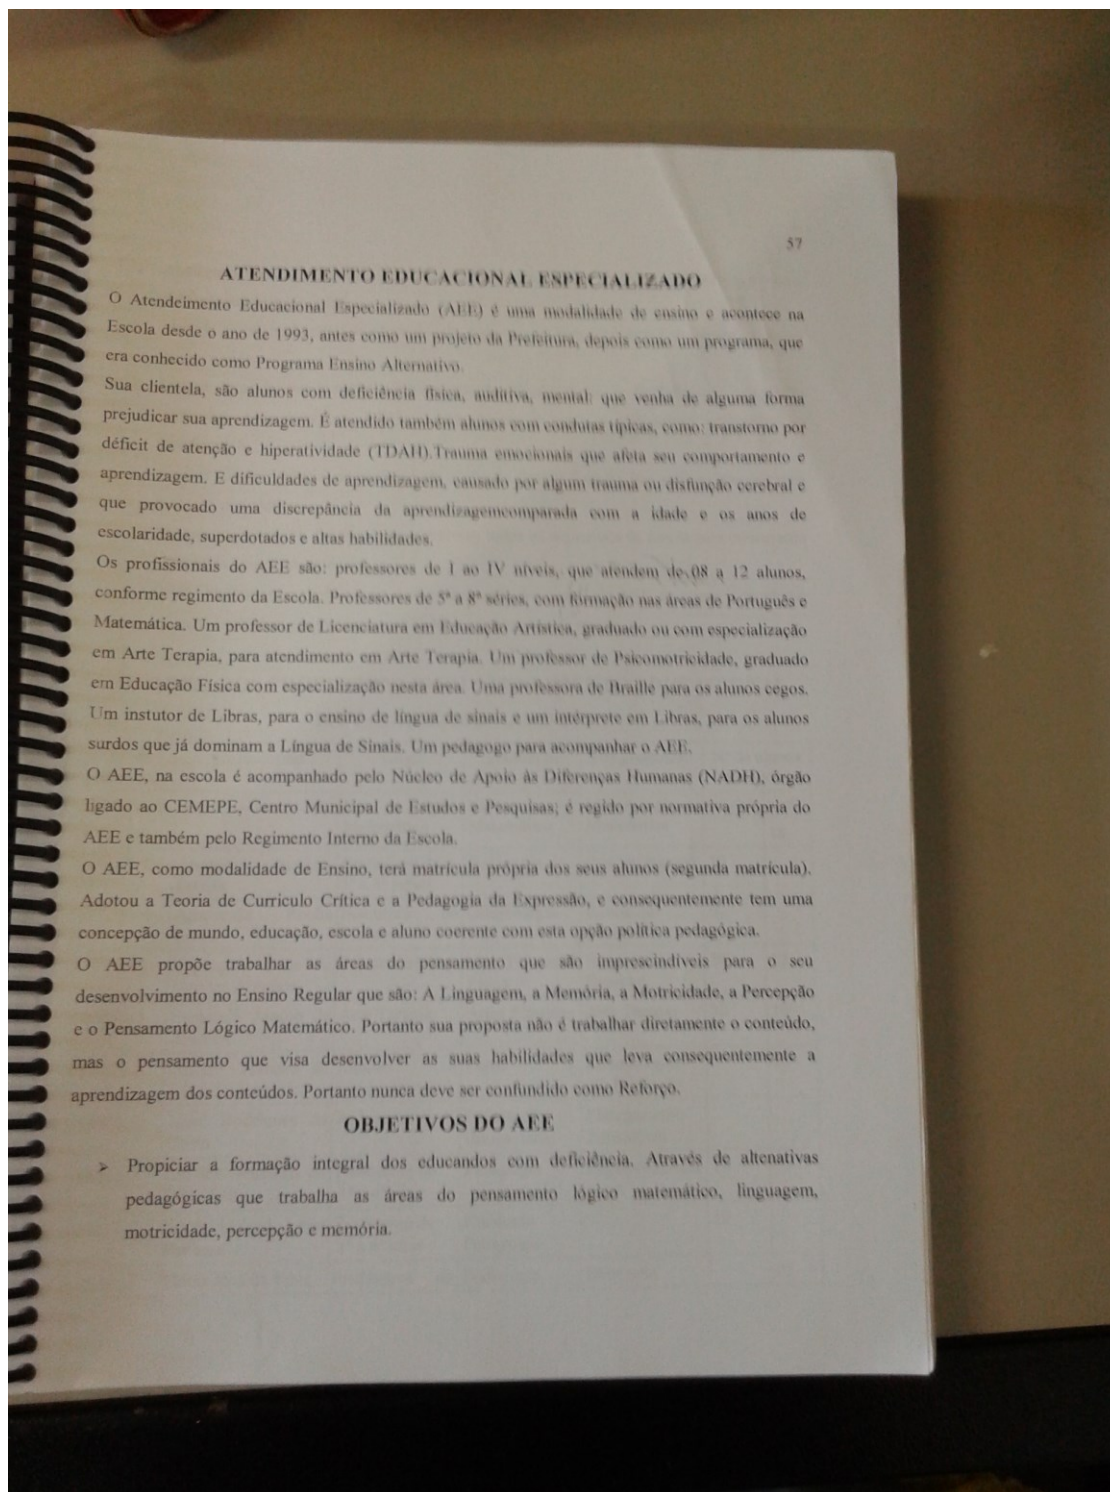 57
ATENDIMENTO EDUCACIONAL ESPECIALIZADO
O Atendeimento Educacional Especializado (AEE) é uma modalidade de ensino e acontece na
Escola desde o ano de 1993, antes como um projeto da Prefeitura, depois como um programa, que
era conhecido como Programa Ensino Alternativo.
Sua clientela, são alunos com deficiência física, auditiva, mental; que venha de alguma forma
prejudicar sua aprendizagem. É atendido também alunos com condutas típicas, como: transtorno por
déficit de atenção e hiperatividade (TDAH).Trauma emocionais que afeta seu comportamento e
aprendizagem. E dificuldades de aprendizagem, causado por algum trauma ou disfunção cerebral e
que provocado uma discrepância da aprendizagemcomparada com a idade e os anos de
escolaridade, superdotados e altas habilidades.
Os profissionais do AEE são: professores de I ao IV níveis, que atendem de 08 a 12 alunos,
conforme regimento da Escola. Professores de 5ª a 8ª séries, com formação nas áreas de Português e
Matemática. Um professor de Licenciatura em Educação Artística, graduado ou com especialização
em Arte Terapia, para atendimento em Arte Terapia. Um professor de Psicomotricidade, graduado
em Educação Física com especialização nesta área. Uma professora de Braille para os alunos cegos.
Um instutor de Libras, para o ensino de língua de sinais e um intérprete em Libras, para os alunos
surdos que já dominam a Língua de Sinais. Um pedagogo para acompanhar o AEE.
O AEE, na escola é acompanhado pelo Núcleo de Apoio às Diferenças Humanas (NADH), órgão
ligado ao CEMEPE, Centro Municipal de Estudos e Pesquisas; é regido por normativa própria do
AEE e também pelo Regimento Interno da Escola.
O AEE, como modalidade de Ensino, terá matrícula própria dos seus alunos (segunda matrícula).
Adotou a Teoria de Curriculo Crítica e a Pedagogia da Expressão, e consequentemente tem uma
concepção de mundo, educação, escola e aluno coerente com esta opção política pedagógica.
O AEE propõe trabalhar as áreas do pensamento que são imprescindíveis para o seu
desenvolvimento no Ensino Regular que são: A Linguagem, a Memória, a Motricidade, a Percepção
e o Pensamento Lógico Matemático. Portanto sua proposta não é trabalhar diretamente o conteúdo,
mas o pensamento que visa desenvolver as suas habilidades que leva consequentemente a
aprendizagem dos conteúdos. Portanto nunca deve ser confundido como Reforço.
OBJETIVOS DO AEE
➢ Propiciar a formação integral dos educandos com deficiência. Através de altenativas
pedagógicas que trabalha as áreas do pensamento lógico matemático, linguagem,
motricidade, percepção e memória.